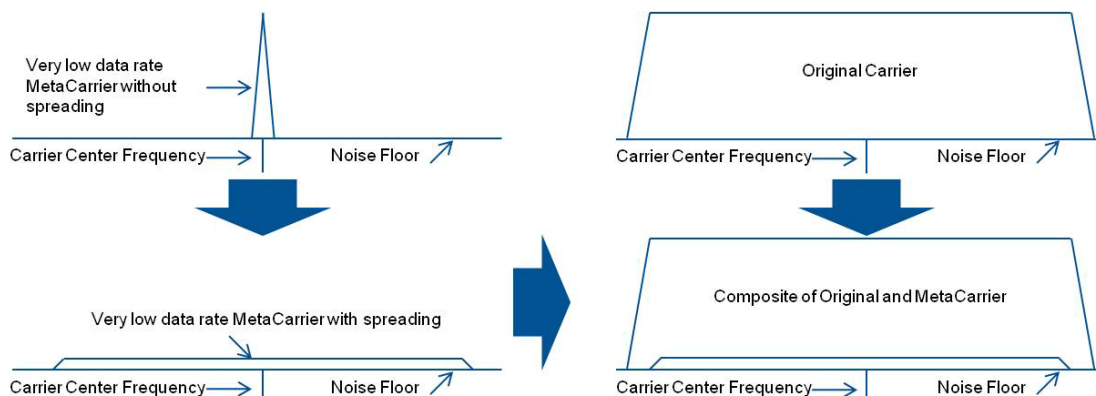 Very low data rate
MetaCarrier without
spreading
Carrier Center Frequency
Noise Floor
Original Carrier
Carrier Center Frequency
Noise Floor
Very low data rate MetaCarrier with spreading
Carrier Center Frequency
Noise Floor
Composite of Original and MetaCarrier
Carrier Center Frequency
Noise Floor